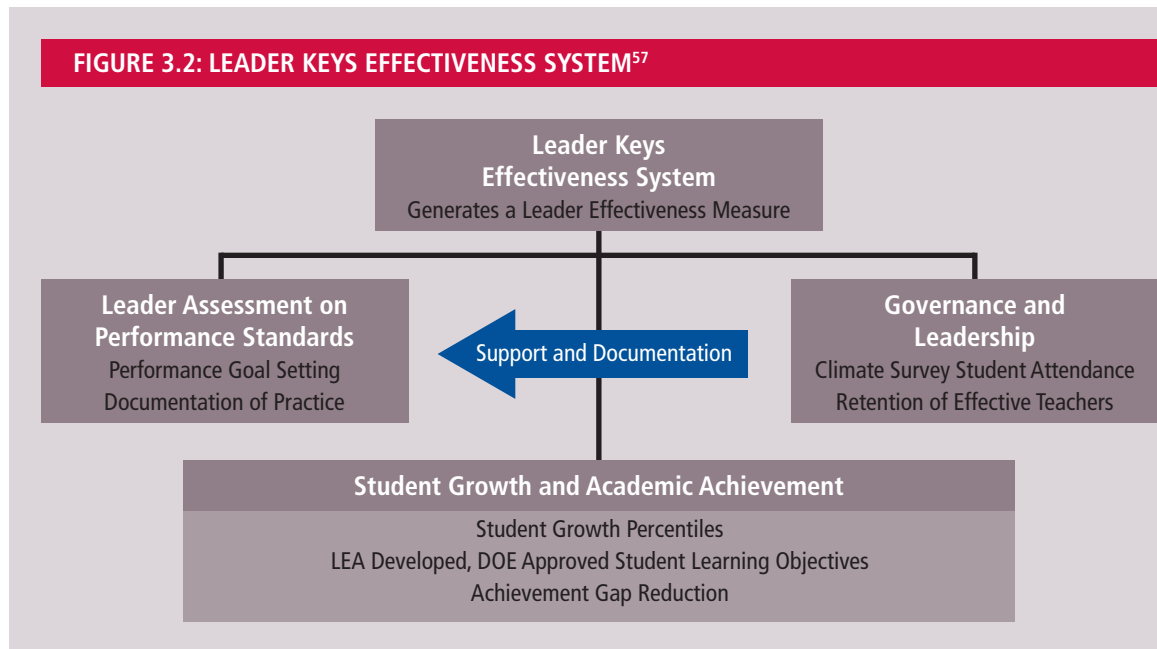 FIGURE 3.2: LEADER KEYS EFFECTIVENESS SYSTEM57
Leader Keys
Effectiveness System
Generates a Leader Effectiveness Measure
Leader Assessment on
Performance Standards
Performance Goal Setting
Documentation of Practice
Support and Documentation
Governance and
Leadership
Climate Survey Student Attendance
Retention of Effective Teachers
Student Growth and Academic Achievement
Student Growth Percentiles
LEA Developed, DOE Approved Student Learning Objectives
Achievement Gap Reduction